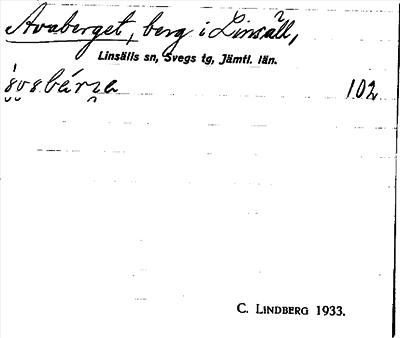 Avaberget, berg i Linsäll,
Linsälls sn, Svegs tg, Jämtl. län.
102
C. LINDBERG 1933.